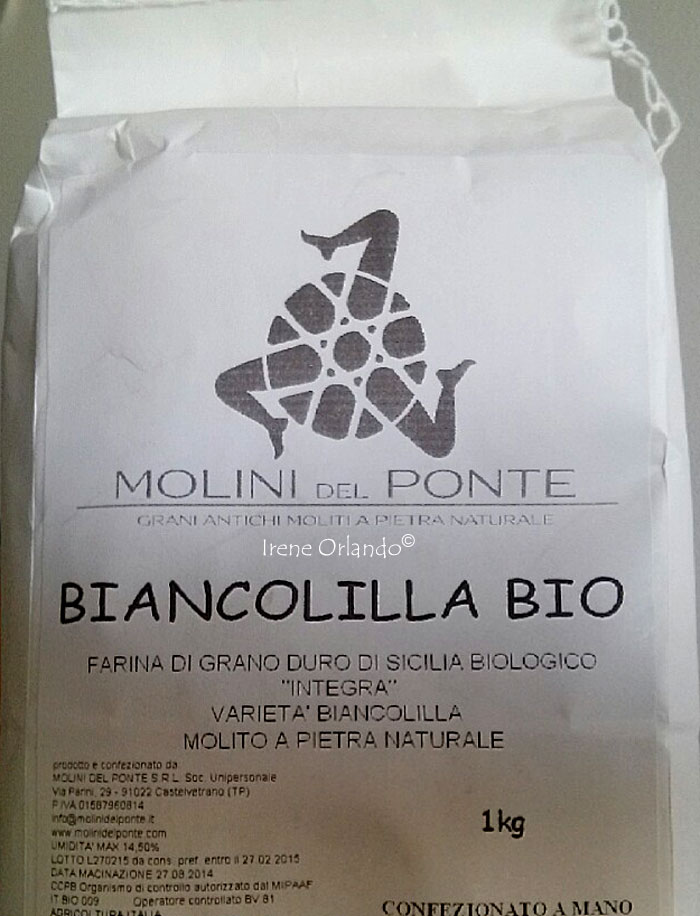 MOLINI DEL PONTE
GRANI ANTICHI MOLITI A PIETRA NATURALE
Irene Orlando©
BIANCOLILLA BIO
FARINA DI GRANO DURO DI SICILIA BIOLOGICO
"INTEGRA"
VARIETA' BIANCOLILLA
MOLITO A PIETRA NATURALE
prodotto e confezionato da:
MOLINI DEL PONTE S.R.L. Soc. Unipersonale
Via Parini, 29 - 91022 Castelvetrano (TP)
P.IVA 01587960814
info@molinidelponte.it
www.molinidelponte.com
UMIDITA' MAX 14,50%
LOTTO L270215 da cons. pref. entro il 27.02.2015
DATA MACINAZIONE 27.08.2014
CCPB Organismo di controllo autorizzato dal MIPAAF
IT BIO 009 Operatore controllato BV 81
AGRICOLTURA ITALIA
1kg
CONFEZIONATO A MANO